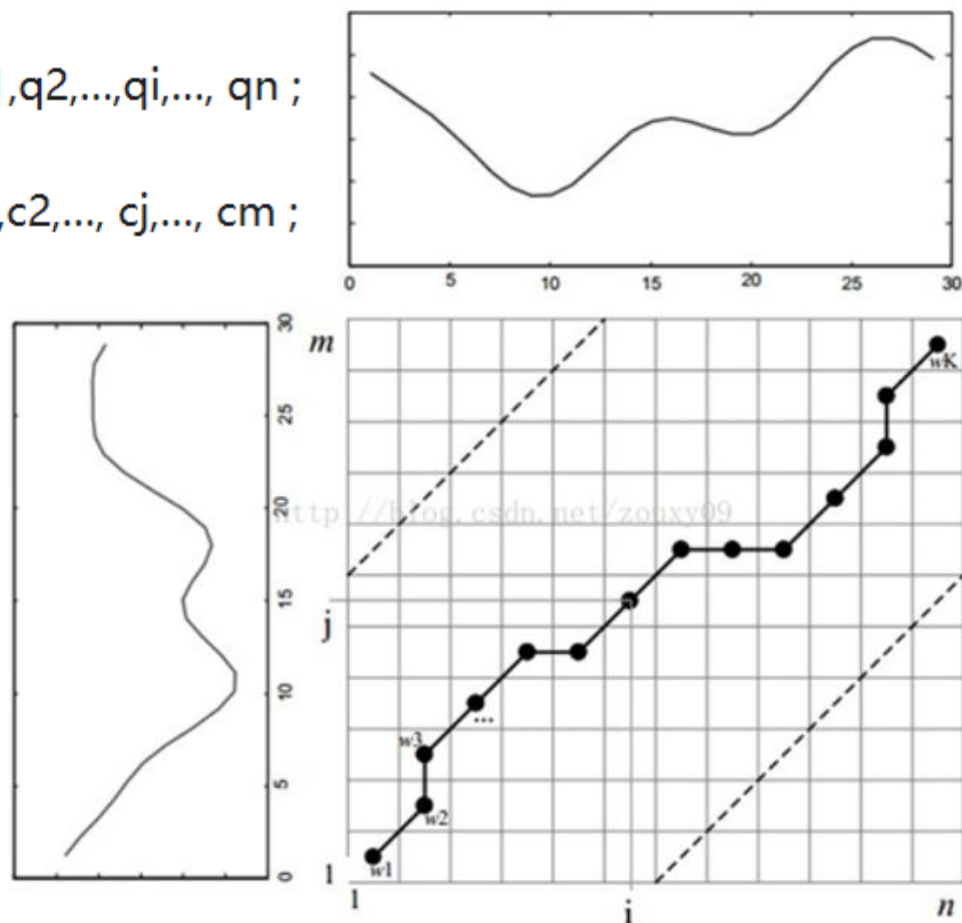 ,q2,…,qi,…, qn ;
,c2,…, cj,…, cm ;
0 5 10 15 20 25 30
30
25
20
15
10
5
0
m
j
1
wK
http //blog.csdn.net/zouxy09
...
w3
w2
w1
1 i n